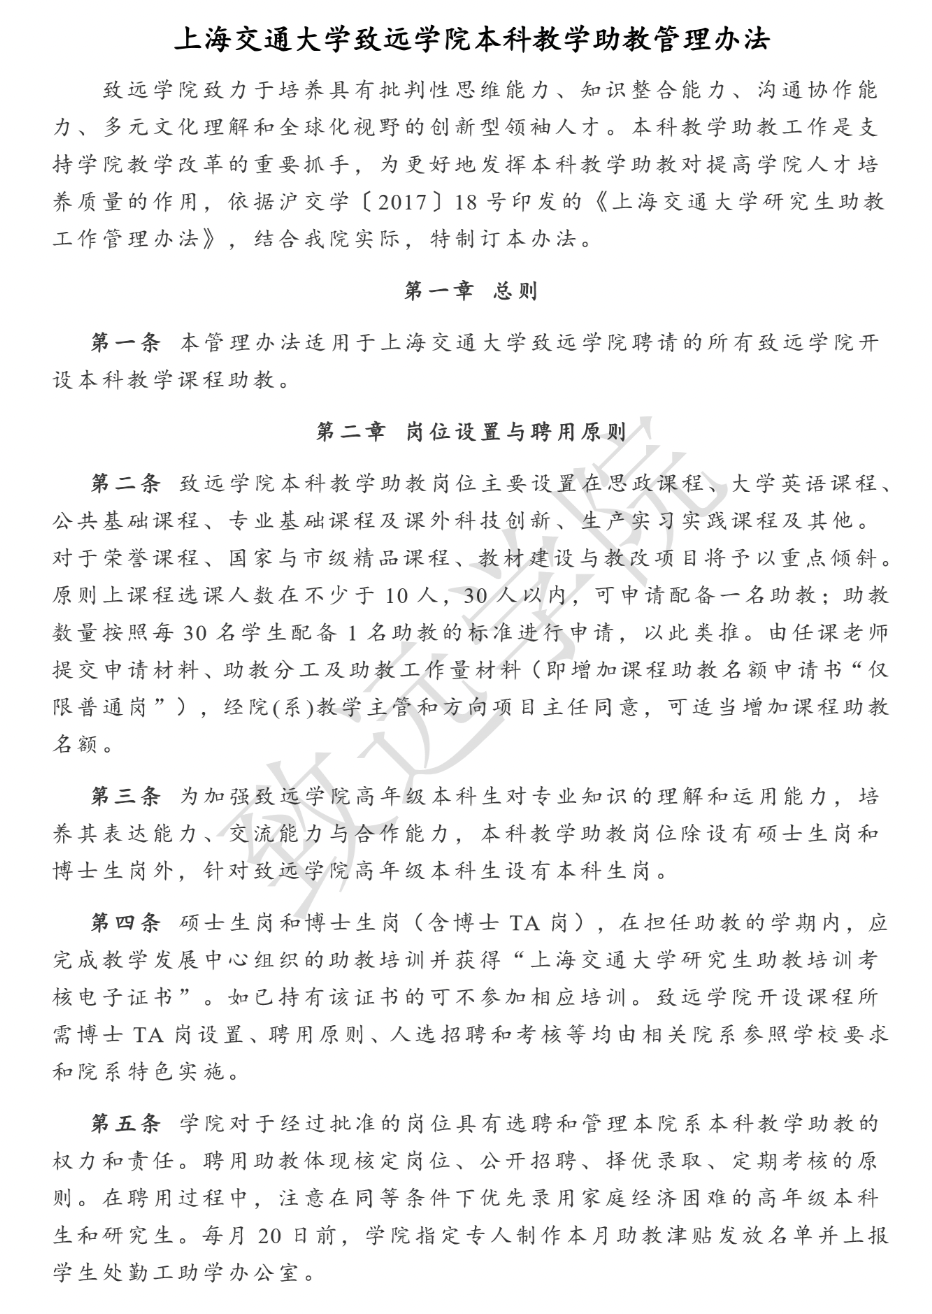 上海交通大学致远学院本科教学助教管理办法
致远学院致力于培养具有批判性思维能力、知识整合能力、沟通协作能
力、多元文化理解和全球化视野的创新型领袖人才。本科教学助教工作是支
持学院教学改革的重要抓手，为更好地发挥本科教学助教对提高学院人才培
养质量的作用，依据沪交学〔2017〕18 号印发的《上海交通大学研究生助教
工作管理办法》，结合我院实际，特制订本办法。
第一章 总则
第一条 本管理办法适用于上海交通大学致远学院聘请的所有致远学院开
设本科教学课程助教。
第二章 岗位设置与聘用原则
第二条 致远学院本科教学助教岗位主要设置在思政课程、大学英语课程、
公共基础课程、专业基础课程及课外科技创新、生产实习实践课程及其他。
对于荣誉课程、国家与市级精品课程、教材建设与教改项目将予以重点倾斜。
原则上课程选课人数在不少于 10 人，30 人以内，可申请配备一名助教；助教
数量按照每 30 名学生配备 1 名助教的标准进行申请，以此类推。由任课老师
提交申请材料、助教分工及助教工作量材料（即增加课程助教名额申请书“仅
限普通岗”），经院(系)教学主管和方向项目主任同意，可适当增加课程助教
名额。
第三条 为加强致远学院高年级本科生对专业知识的理解和运用能力，培
养其表达能力、交流能力与合作能力，本科教学助教岗位除设有硕士生岗和
博士生岗外，针对致远学院高年级本科生设有本科生岗。
第四条 硕士生岗和博士生岗（含博士 TA 岗），在担任助教的学期内，应
完成教学发展中心组织的助教培训并获得“上海交通大学研究生助教培训考
核电子证书”。如已持有该证书的可不参加相应培训。致远学院开设课程所
需博士 TA 岗设置、聘用原则、人选招聘和考核等均由相关院系参照学校要求
和院系特色实施。
第五条 学院对于经过批准的岗位具有选聘和管理本院系本科教学助教的
权力和责任。聘用助教体现核定岗位、公开招聘、择优录取、定期考核的原
则。在聘用过程中，注意在同等条件下优先录用家庭经济困难的高年级本科
生和研究生。每月 20 日前，学院指定专人制作本月助教津贴发放名单并上报
学生处勤工助学办公室。
致远学院